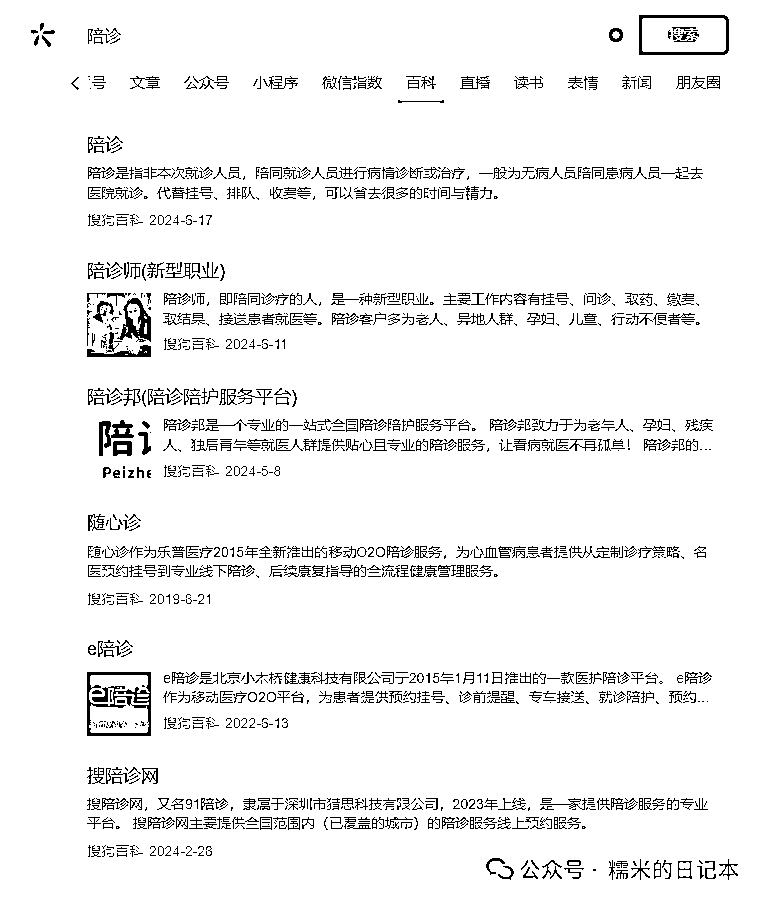 陪诊
搜索
号 文章 公众号 小程序 微信指数 百科 直播 读书 表情 新闻 朋友圈
陪诊
陪诊是指非本次就诊人员，陪同就诊人员进行病情诊断或治疗，一般为无病人员陪同患病人员一起去
医院就诊。代替挂号、排队、收麦等，可以省去很多的时间与精力。
搜狗百科 2024-6-17
陪诊师(新型职业)
陪诊师，即陪同诊疗的人，是一种新型职业。主要工作内容有挂号、问诊、取药、缴费、
取结果、接送患者就医等。陪诊客户多为老人、异地人群、孕妇、儿童、行动不便者等。
搜狗百科 2024-6-11
陪诊邦(陪诊陪护服务平台)
陪诊邦是一个专业的一站式全国陪诊陪护服务平台。 陪诊邦致力于为老年人、孕妇、残疾
人、独居青年等就医人群提供贴心且专业的陪诊服务，让看病就医不再孤单！ 陪诊邦的...
陪
Peizhe
搜狗百科 2024-5-8
随心诊
随心诊作为乐普医疗2015年全新推出的移动O2O陪诊服务，为心血管病患者提供从定制诊疗策略、名
医预约挂号到专业线下陪诊、后续康复指导的全流程健康管理服务。
搜狗百科 2019-8-21
e陪诊
e陪诊是北京小木桥健康科技有限公司于2015年1月11日推出的一款医护陪诊平台。 e陪诊
作为移动医疗O2O平台，为患者提供预约挂号、诊前提醒、专车接送、就诊陪护、预约...
e陪诊
搜狗百科 2022-6-13
搜陪诊网
搜陪诊网，又名91陪诊，隶属于深圳市猎思科技有限公司，2023年上线，是一家提供陪诊服务的专业
平台。 搜陪诊网主要提供全国范围内（已覆盖的城市）的陪诊服务线上预约服务。
搜狗百科 2024-2-28
公众号 · 糯米的日记本